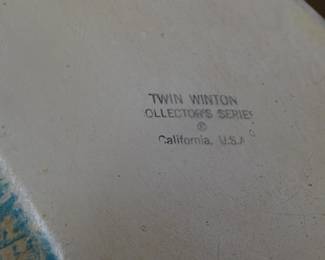 TWIN WINTON
OLLECTOR'S SERIES
©
California, U.S.A